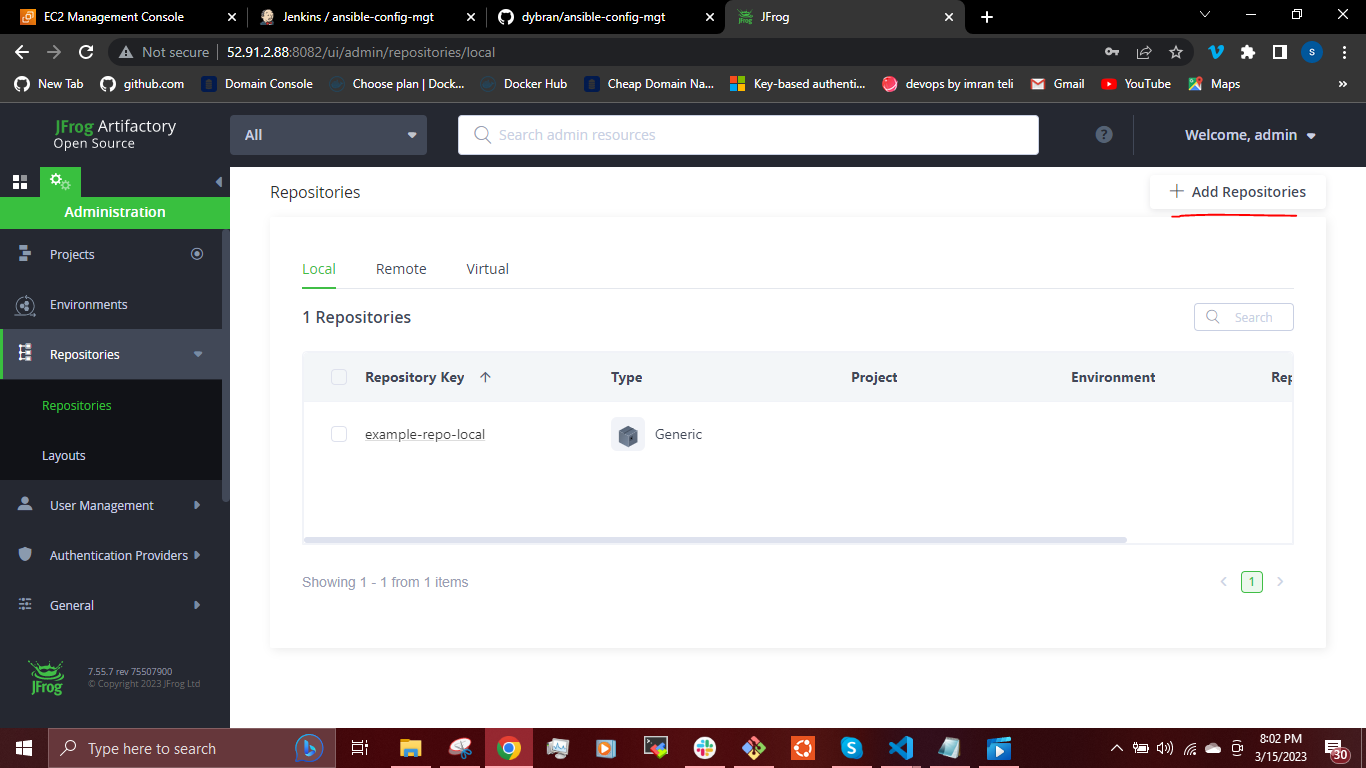 EC2 Management Console
Jenkins / ansible-config-mgt
dybran/ansible-config-mgt
JFrog
Not secure 52.91.2.88:8082/ui/admin/repositories/local
S
New Tab
github.com
Domain Console
Choose plan | Dock...
Docker Hub
Cheap Domain Na...
Key-based authenti...
devops by imran teli
Gmail
YouTube
Maps
»
JFrog Artifactory
Open Source
All
Search admin resources
?
Welcome, admin
Administration
Projects
Environments
Repositories
Repositories
Layouts
User Management
Authentication Providers
General
JFrog
7.55.7 rev 75507900
© Copyright 2023 JFrog Ltd
Repositories
+ Add Repositories
Local
Remote
Virtual
1 Repositories
Search
Repository Key
Type
Project
Environment
Rep
example-repo-local
Generic
Showing 1 - 1 from 1 items
1
Type here to search
8:02 PM
3/15/2023
30